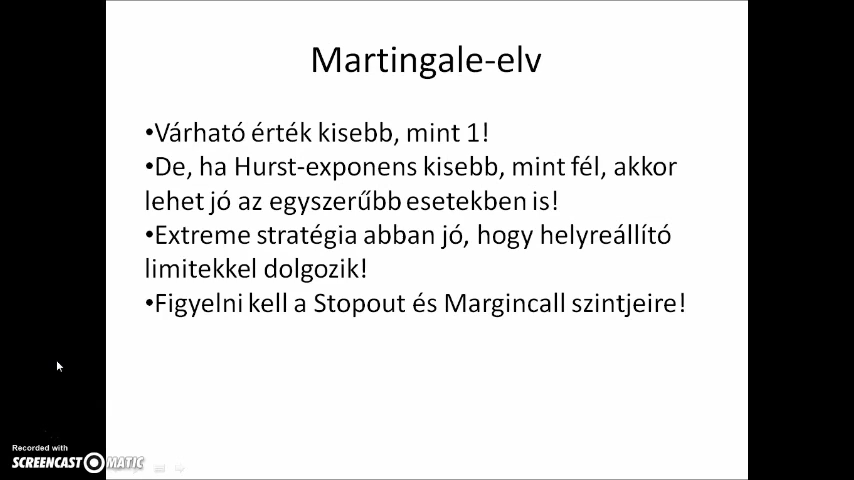 Martingale-elv
•Várható érték kisebb, mint 1!
•De, ha Hurst-exponens kisebb, mint fél, akkor
lehet jó az egyszerűbb esetekben is!
•Extreme stratégia abban jó, hogy helyreállító
limitekkel dolgozik!
•Figyelni kell a Stopout és Margincall szintjeire!
Recorded with
SCREENCAST MATIC